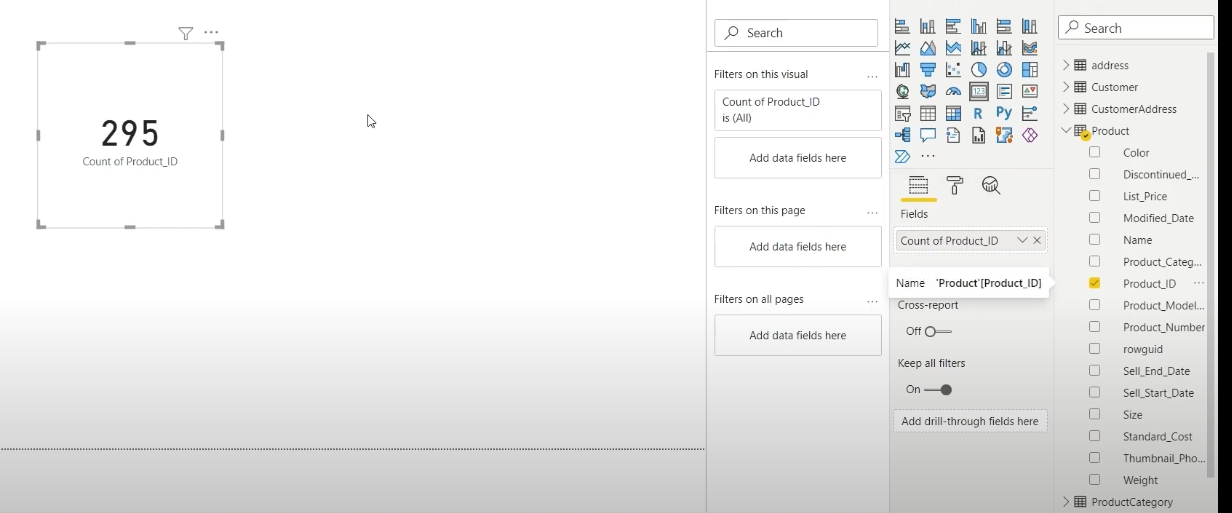 295
Count of Product_ID
Search
Filters on this visual
...
Count of Product_ID
is (All)
Add data fields here
Filters on this page
...
Add data fields here
Filters on all pages
...
Add data fields here
123
R
Py
...
Fields
Count of Product_ID
Name 'Product'[Product_ID]
Cross-report
Off
Keep all filters
On
Add drill-through fields here
Search
address
Customer
CustomerAddress
Product
Color
Discontinued_...
List_Price
Modified_Date
Name
Product_Categ...
Product_ID
...
Product_Model...
Product_Number
rowguid
Sell_End_Date
Sell_Start_Date
Size
Standard_Cost
Thumbnail_Pho...
Weight
ProductCategory